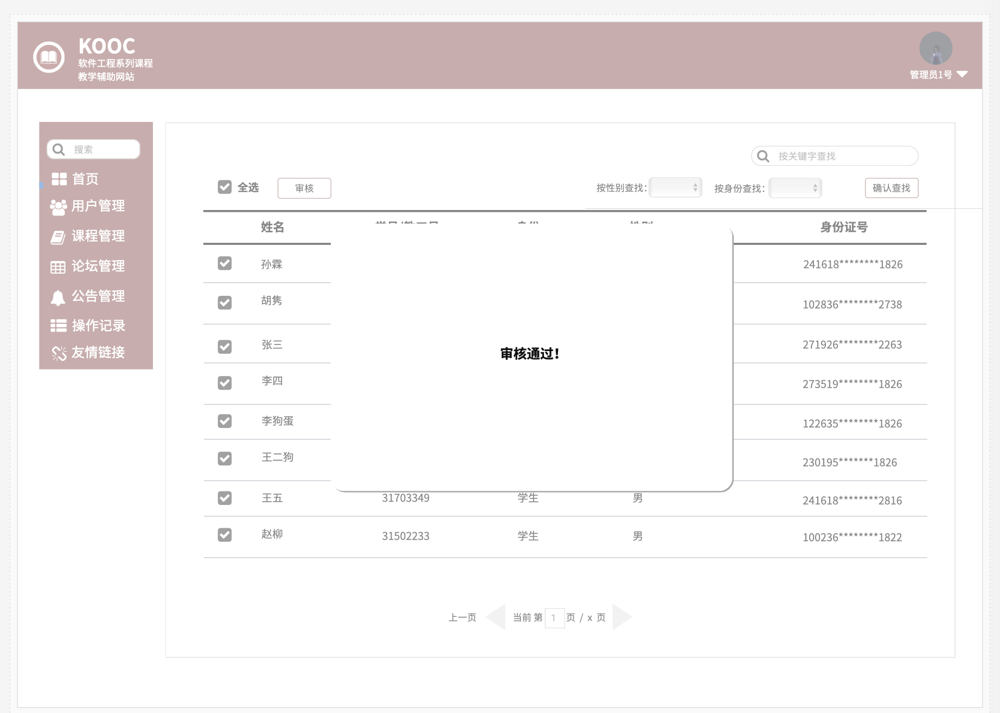 KOOC
软件工程系列课程
教学辅助网站
管理员1号
搜索
首页
用户管理
课程管理
论坛管理
公告管理
操作记录
友情链接
按关键字查找
全选 审核 按性别查找： 按身份查找： 确认查找
姓名 身份证号
孙霖 241618********1826
胡隽 102836********2738
张三 271926********2263
李四 273519********1826
李狗蛋 122635********1826
王二狗 230195*******1826
王五 31703349 学生 男 241618********2816
赵柳 31502233 学生 男 100236********1822
审核通过！
上一页 当前 第 1 页 / x 页